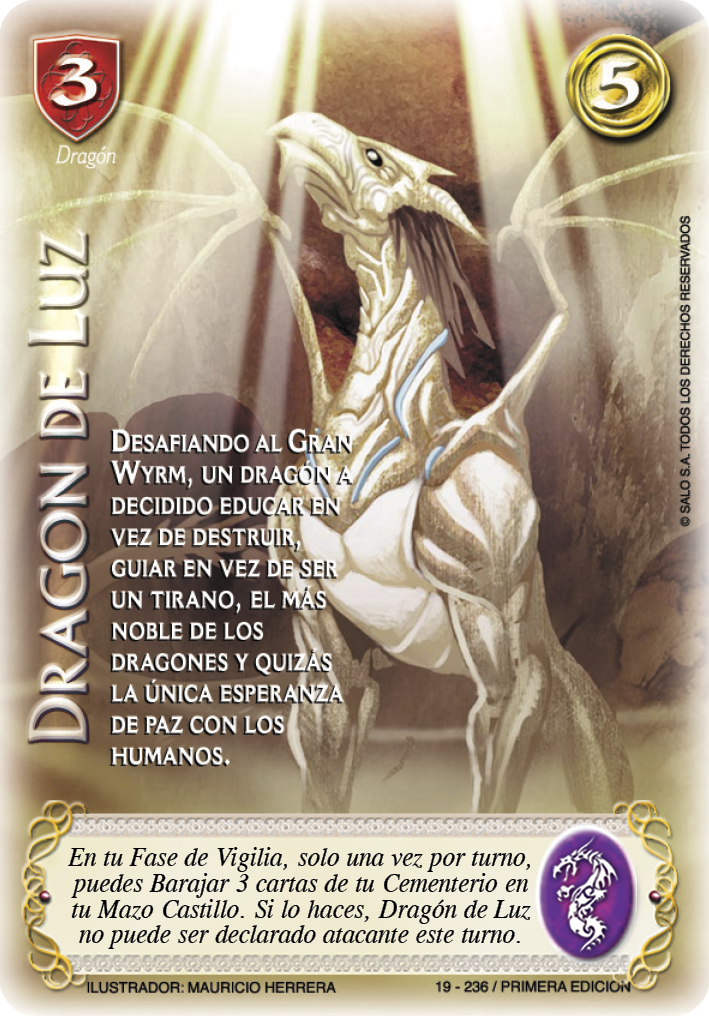 3
5
Dragón
DRAGÓN DE LUZ
© SALO S.A. TODOS LOS DERECHOS RESERVADOS
DESAFIANDO AL GRAN
WYRM, UN DRAGÓN A
DECIDIDO EDUCAR EN
VEZ DE DESTRUIR,
GUIAR EN VEZ DE SER
UN TIRANO, EL MÁS
NOBLE DE LOS
DRAGONES Y QUIZÁS
LA ÚNICA ESPERANZA
DE PAZ CON LOS
HUMANOS.
En tu Fase de Vigilia, solo una vez por turno,
puedes Barajar 3 cartas de tu Cementerio en
tu Mazo Castillo. Si lo haces, Dragón de Luz
no puede ser declarado atacante este turno.
ILUSTRADOR: MAURICIO HERRERA
19 - 236 / PRIMERA EDICIÓN